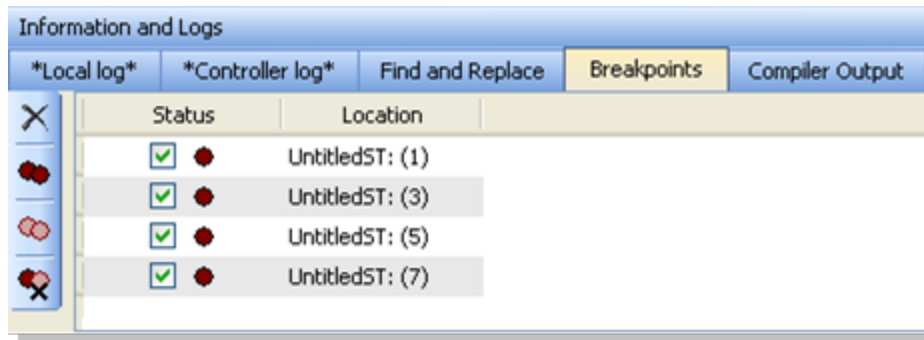 Information and Logs
*Local log* *Controller log* Find and Replace Breakpoints Compiler Output
Status Location
UntitledST: (1)
UntitledST: (3)
UntitledST: (5)
UntitledST: (7)